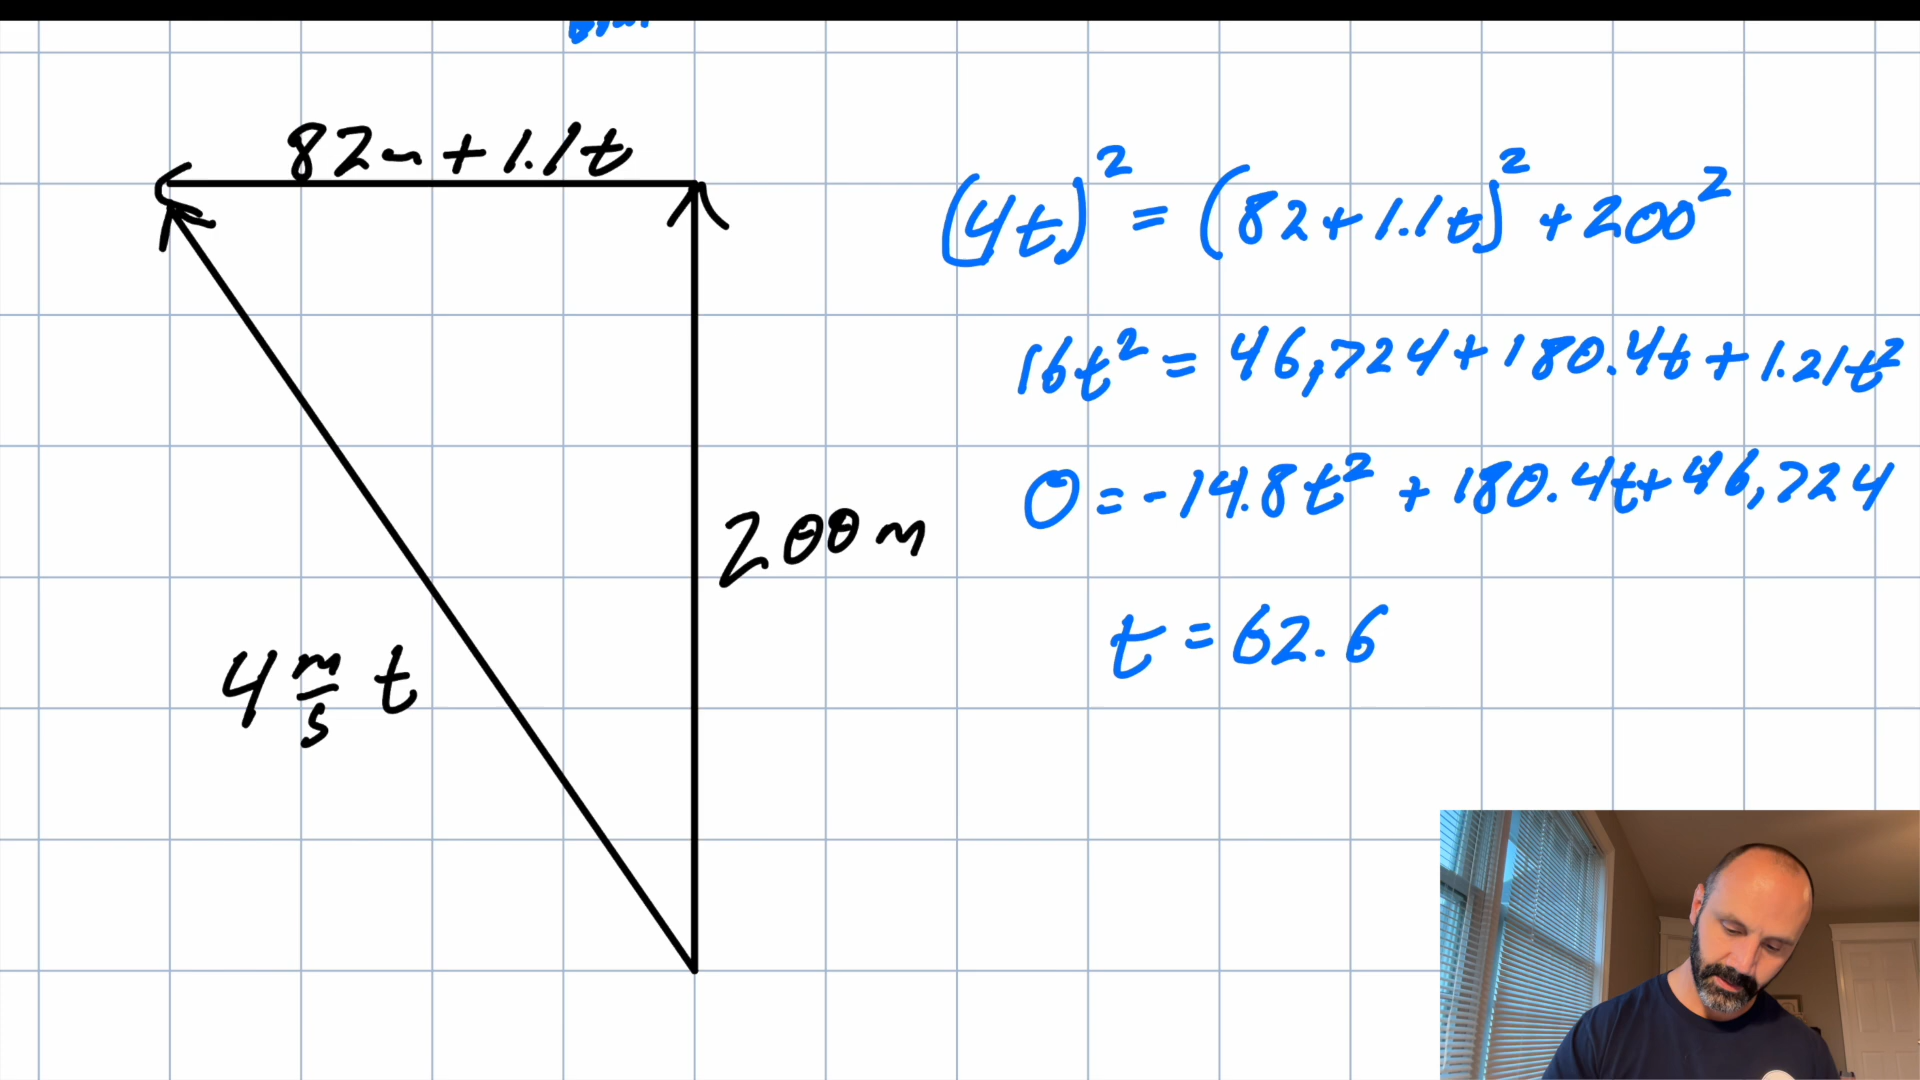 82m + 1.1t
200m
4 m/s t
(4t)² = (82+1.1t)² + 200²
16t² = 46,724 + 180.4t + 1.21t²
0 = -14.8t² + 180.4t + 46,724
t = 62.6